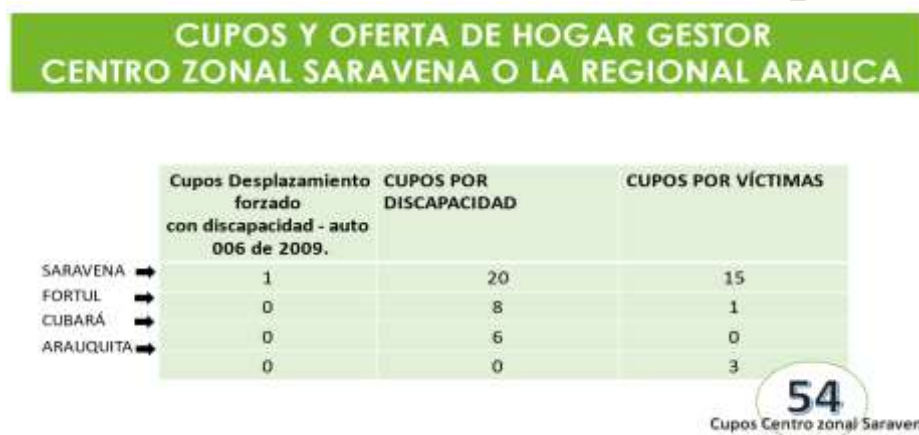 CUPOS Y OFERTA DE HOGAR GESTOR
CENTRO ZONAL SARAVENA O LA REGIONAL ARAUCA
Cupos Desplazamiento forzado con discapacidad - auto 006 de 2009. CUPOS POR DISCAPACIDAD CUPOS POR VÍCTIMAS
SARAVENA 1 20 15
FORTUL 0 8 1
CUBARÁ 0 6 0
ARAUQUITA 0 0 3
54
Cupos Centro zonal Saraven